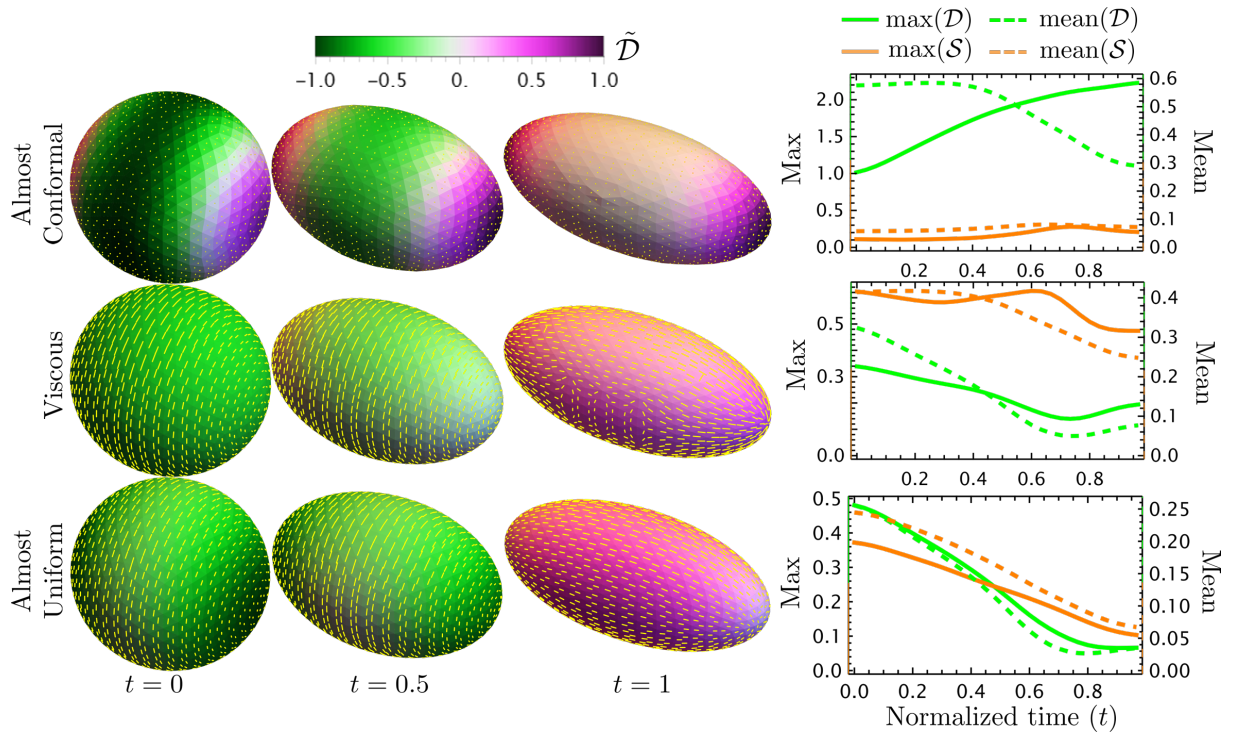 -1.0 -0.5 0. 0.5 1.0 𝒟̃
max(𝒟) mean(𝒟)
max(𝒮) mean(𝒮)
Almost
Conformal
Viscous
Almost
Uniform
t = 0 t = 0.5 t = 1
Max
2.0
1.5
1.0
0.5
0.0
0.6
0.5
0.4
0.3
0.2
0.1
0.0
Mean
0.2 0.4 0.6 0.8
Max
0.5
0.3
0.0
0.4
0.3
0.2
0.1
0.0
Mean
0.2 0.4 0.6 0.8
Max
0.5
0.4
0.3
0.2
0.1
0.0
0.25
0.20
0.15
0.10
0.05
0.00
Mean
0.0 0.2 0.4 0.6 0.8
Normalized time (t)